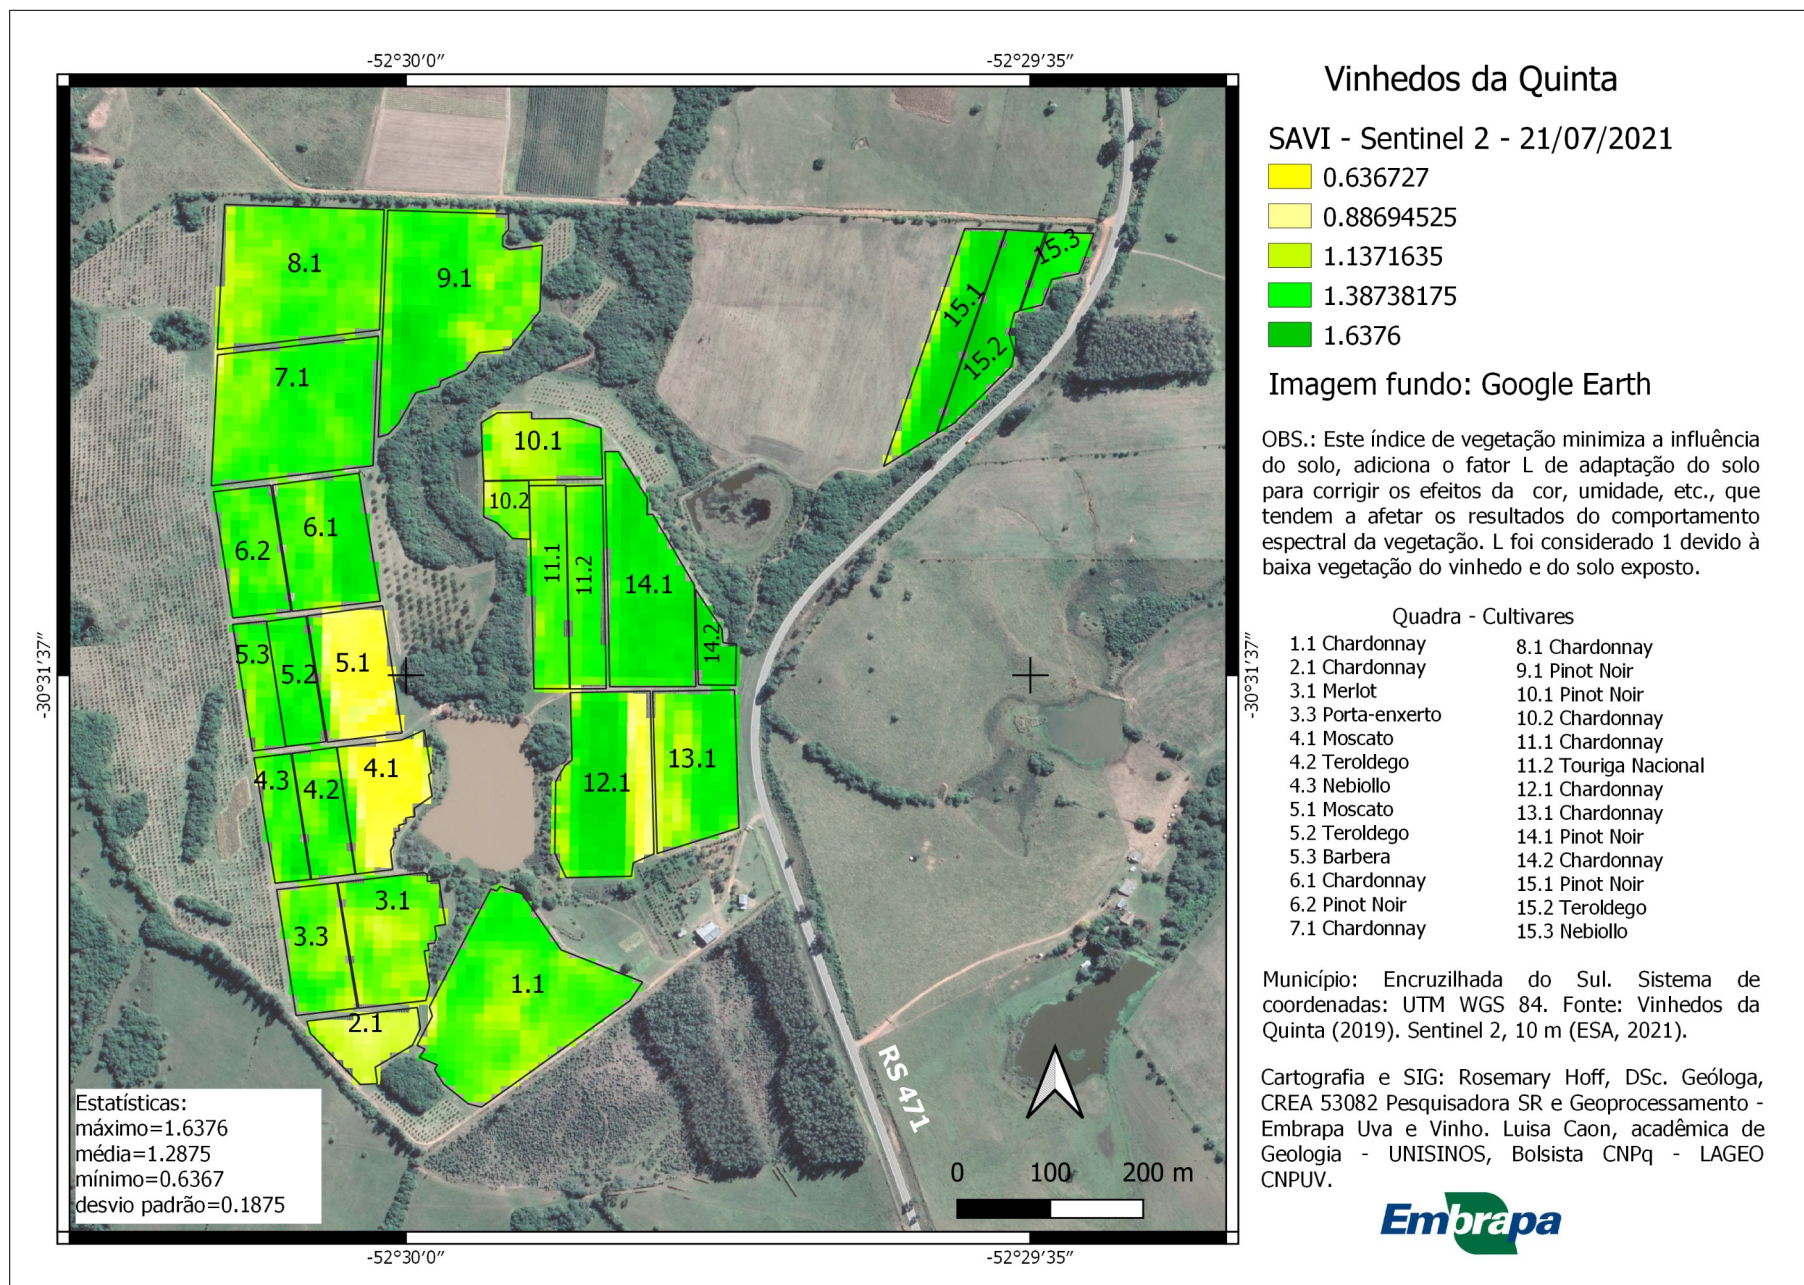 -52°30'0"
-52°29'35"
Vinhedos da Quinta
SAVI - Sentinel 2 - 21/07/2021
0.636727
0.88694525
1.1371635
1.38738175
1.6376
Imagem fundo: Google Earth
OBS.: Este índice de vegetação minimiza a influência
do solo, adiciona o fator L de adaptação do solo
para corrigir os efeitos da cor, umidade, etc., que
tendem a afetar os resultados do comportamento
espectral da vegetação. L foi considerado 1 devido à
baixa vegetação do vinhedo e do solo exposto.
Quadra - Cultivares
1.1 Chardonnay
2.1 Chardonnay
3.1 Merlot
3.3 Porta-enxerto
4.1 Moscato
4.2 Teroldego
4.3 Nebiollo
5.1 Moscato
5.2 Teroldego
5.3 Barbera
6.1 Chardonnay
6.2 Pinot Noir
7.1 Chardonnay
8.1 Chardonnay
9.1 Pinot Noir
10.1 Pinot Noir
10.2 Chardonnay
11.1 Chardonnay
11.2 Touriga Nacional
12.1 Chardonnay
13.1 Chardonnay
14.1 Pinot Noir
14.2 Chardonnay
15.1 Pinot Noir
15.2 Teroldego
15.3 Nebiollo
Município: Encruzilhada do Sul. Sistema de
coordenadas: UTM WGS 84. Fonte: Vinhedos da
Quinta (2019). Sentinel 2, 10 m (ESA, 2021).
Cartografia e SIG: Rosemary Hoff, DSc. Geóloga,
CREA 53082 Pesquisadora SR e Geoprocessamento -
Embrapa Uva e Vinho. Luisa Caon, acadêmica de
Geologia - UNISINOS, Bolsista CNPq - LAGEO
CNPUV.
Embrapa
8.1
9.1
15.3
15.1
15.2
7.1
10.1
10.2
6.1
6.2
11.1
11.2
14.1
14.2
5.3
5.2
5.1
4.3
4.2
4.1
12.1
13.1
3.1
3.3
1.1
2.1
RS 471
-30°31'37"
-30°31'37"
Estatísticas:
máximo=1.6376
média=1.2875
mínimo=0.6367
desvio padrão=0.1875
0 100 200 m
-52°30'0"
-52°29'35"